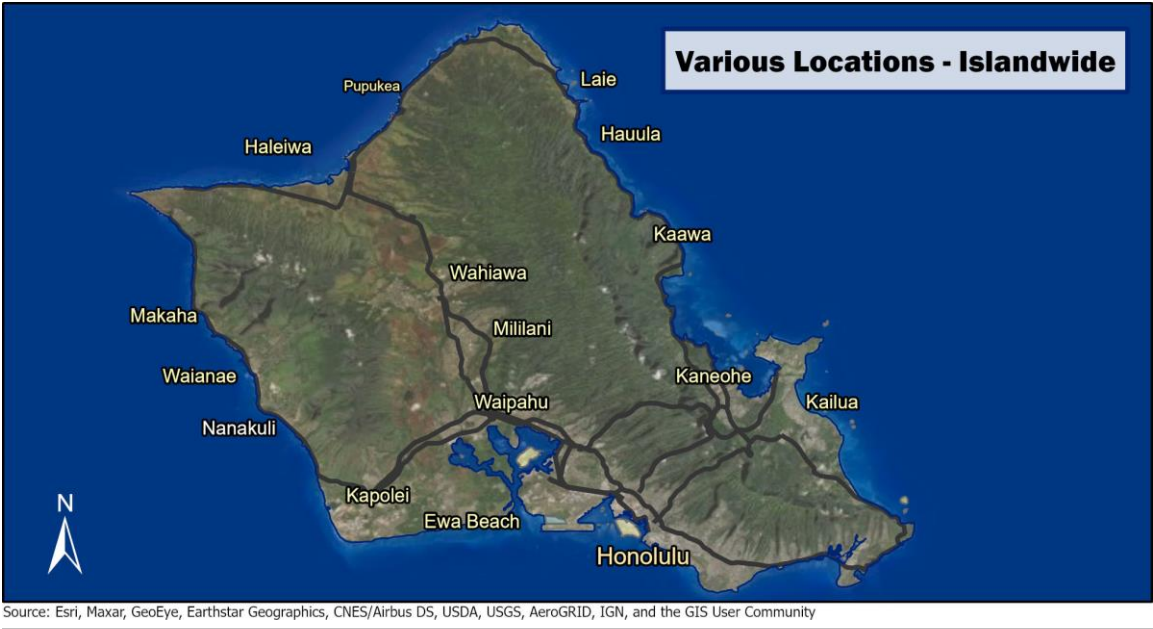 Various Locations - Islandwide
Laie
Pupukea
Hauula
Haleiwa
Kaawa
Wahiawa
Makaha
Mililani
Waianae
Kaneohe
Waipahu
Kailua
Nanakuli
Kapolei
N
Ewa Beach
Honolulu
Source: Esri, Maxar, GeoEye, Earthstar Geographics, CNES/Airbus DS, USDA, USGS, AeroGRID, IGN, and the GIS User Community